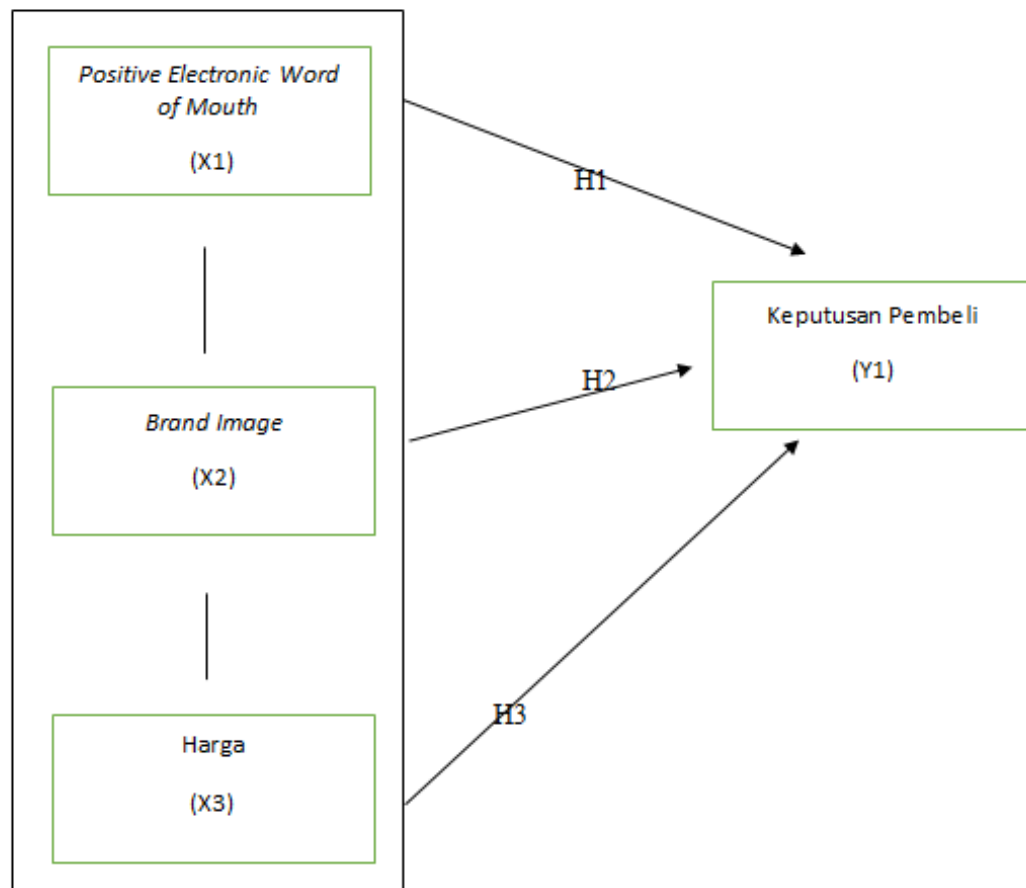 Positive Electronic Word
of Mouth
(X1)
H1
Keputusan Pembeli
(Y1)
H2
Brand Image
(X2)
H3
Harga
(X3)